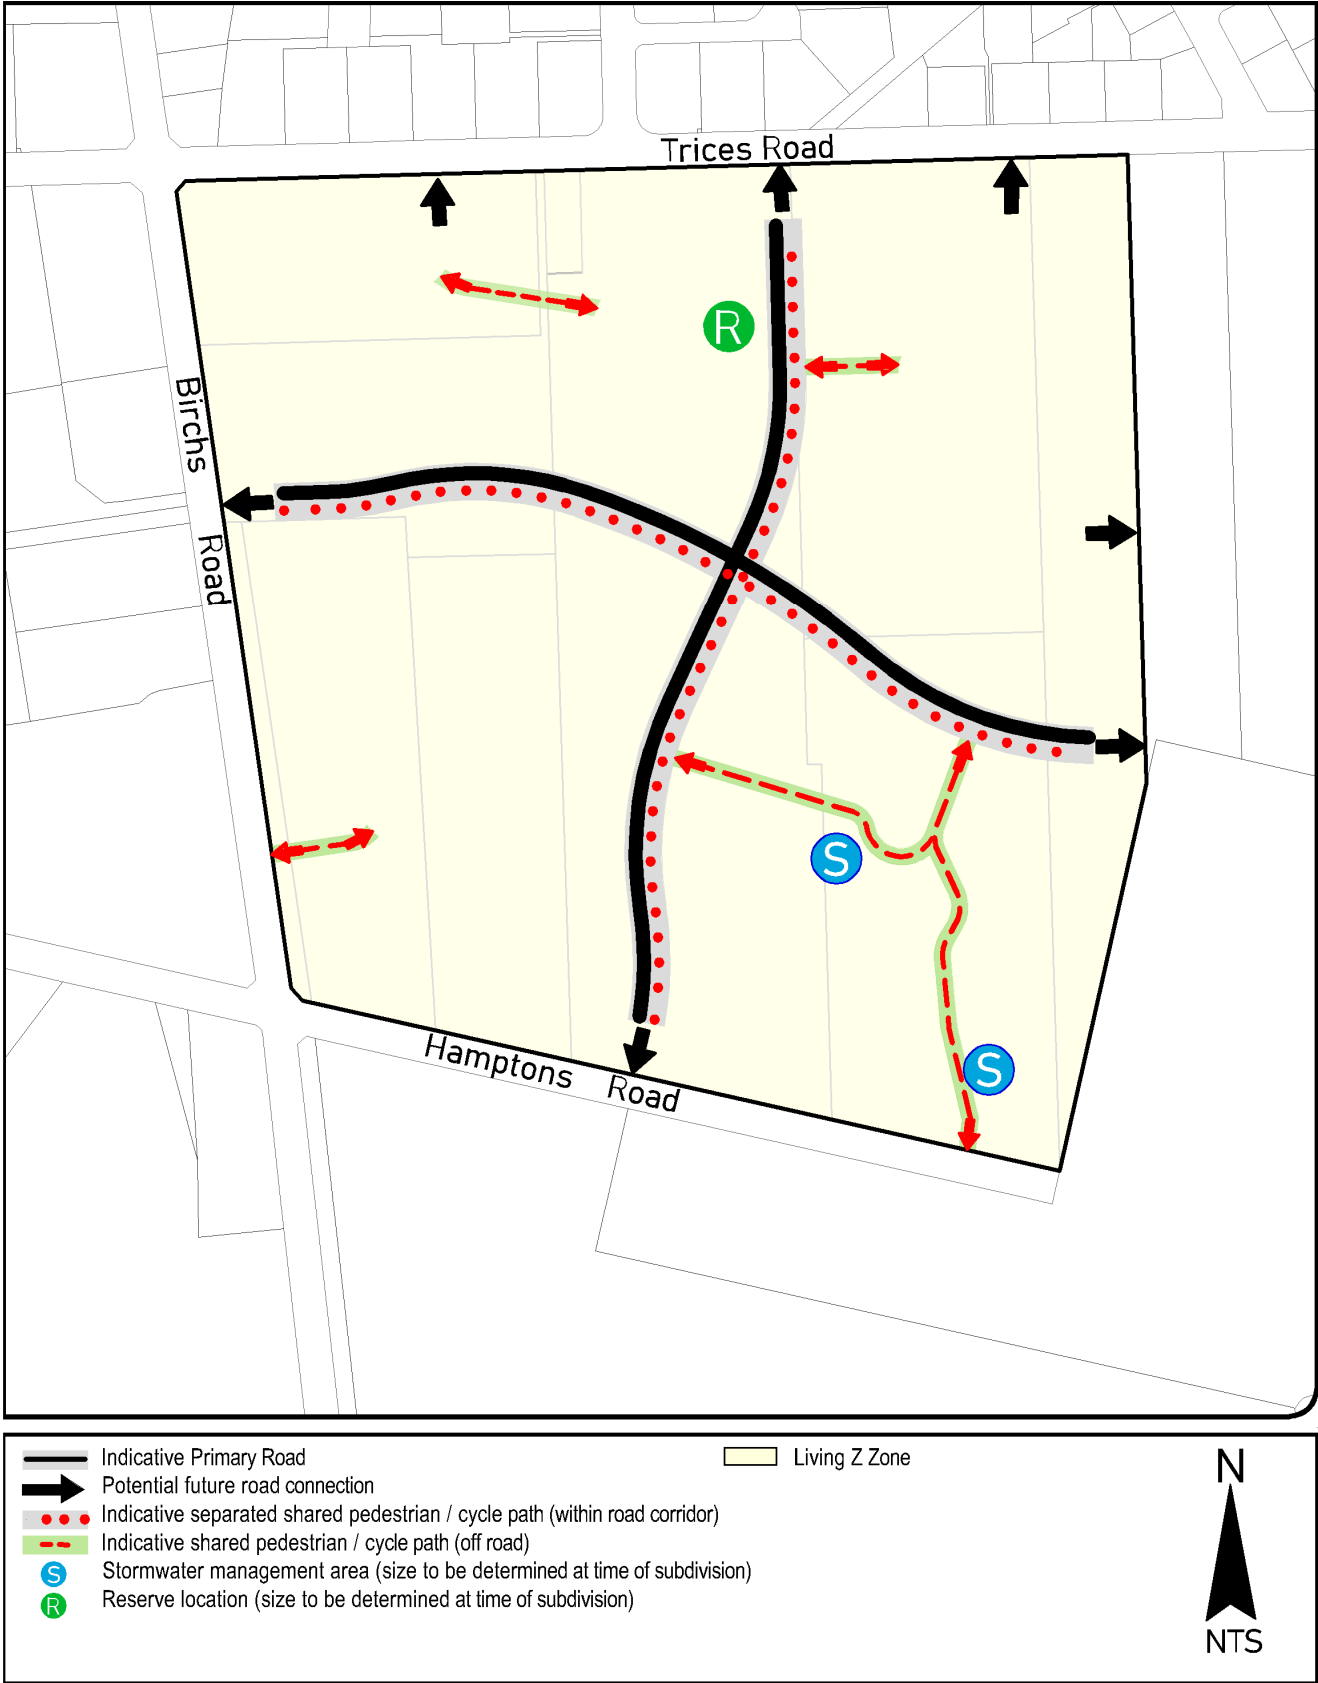 Trices Road
R
Birchs
Road
S
S
Hamptons Road
Indicative Primary Road
Potential future road connection
Indicative separated shared pedestrian / cycle path (within road corridor)
Indicative shared pedestrian / cycle path (off road)
S Stormwater management area (size to be determined at time of subdivision)
R Reserve location (size to be determined at time of subdivision)
Living Z Zone
N
NTS